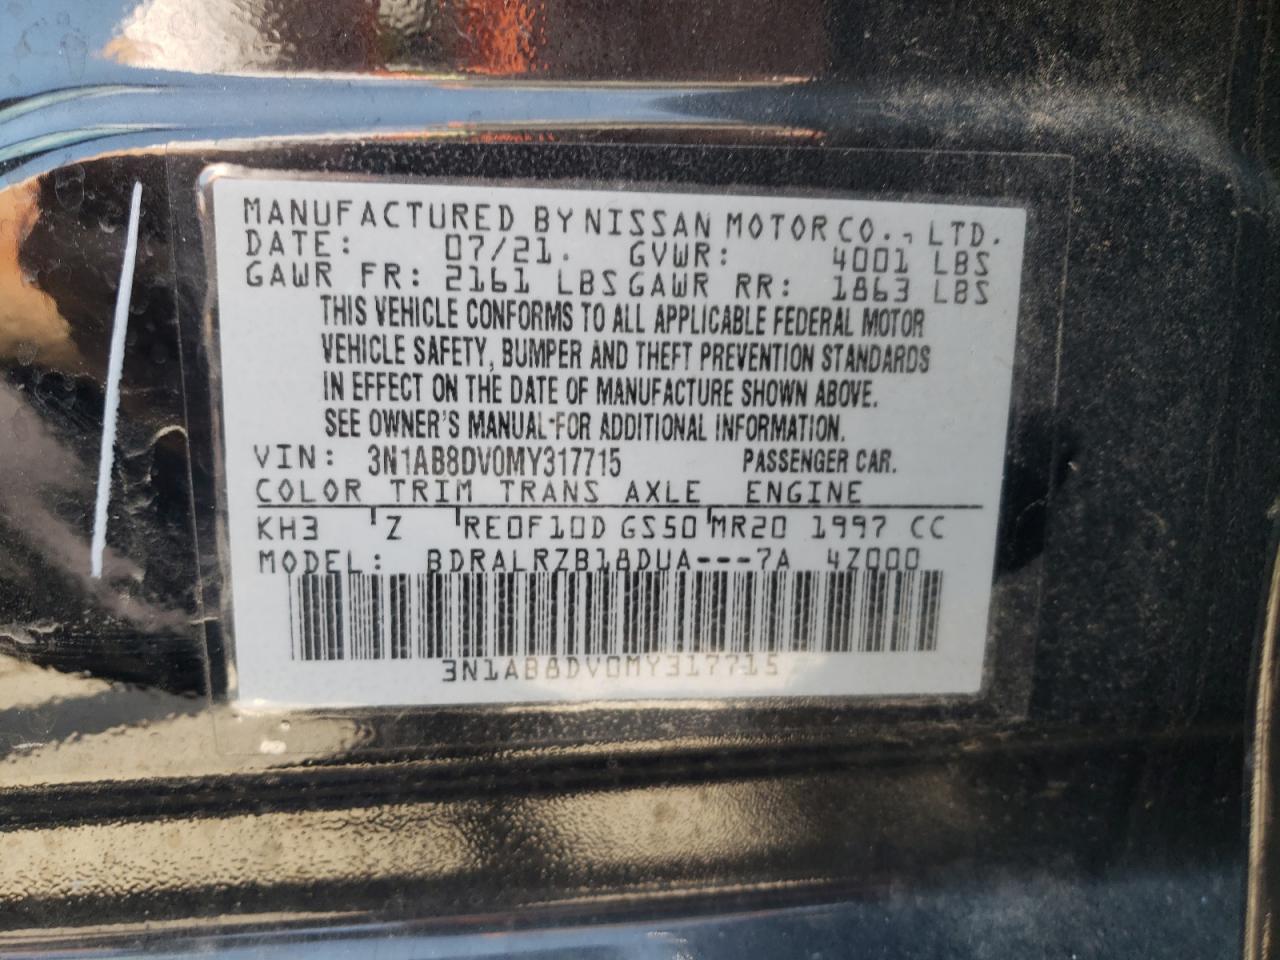 MANUFACTURED BY NISSAN MOTOR CO., LTD.
DATE: 07/21. GVWR: 4001 LBS
GAWR FR: 2161 LBS GAWR RR: 1863 LBS
THIS VEHICLE CONFORMS TO ALL APPLICABLE FEDERAL MOTOR
VEHICLE SAFETY, BUMPER AND THEFT PREVENTION STANDARDS
IN EFFECT ON THE DATE OF MANUFACTURE SHOWN ABOVE.
SEE OWNER'S MANUAL FOR ADDITIONAL INFORMATION.
VIN: 3N1AB8DV0MY317715 PASSENGER CAR.
COLOR TRIM TRANS AXLE ENGINE
KH3 Z RE0F10D GS50 MR20 1997 CC
MODEL: BDRALRZB18DUA---7A 4Z000
3N1AB8DV0MY317715